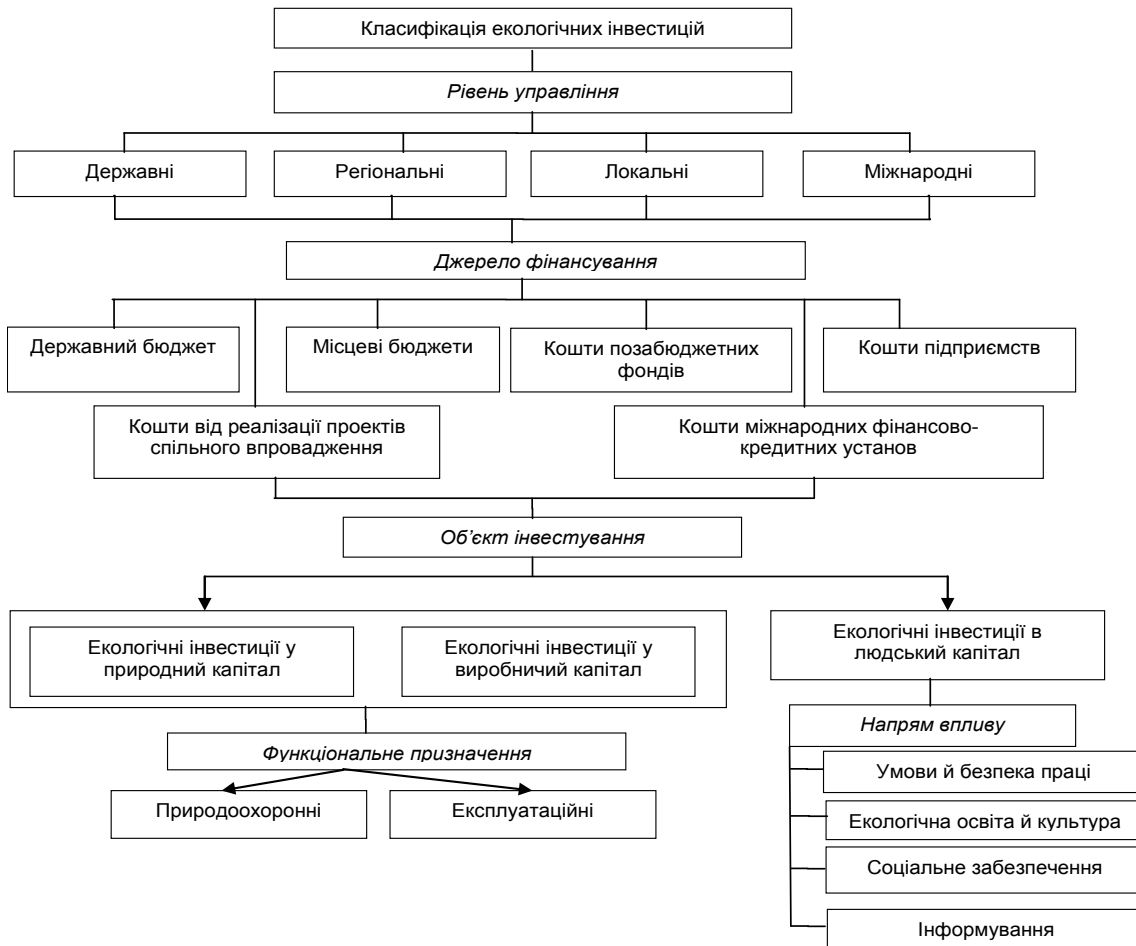 Класифікація екологічних інвестицій
Рівень управління
Державні
Регіональні
Локальні
Міжнародні
Джерело фінансування
Державний бюджет
Місцеві бюджети
Кошти позабюджетних
фондів
Кошти підприємств
Кошти від реалізації проектів
спільного впровадження
Кошти міжнародних фінансово-
кредитних установ
Об’єкт інвестування
Екологічні інвестиції у
природний капітал
Екологічні інвестиції у
виробничий капітал
Екологічні інвестиції в
людський капітал
Функціональне призначення
Природоохоронні
Експлуатаційні
Напрям впливу
Умови й безпека праці
Екологічна освіта й культура
Соціальне забезпечення
Інформування